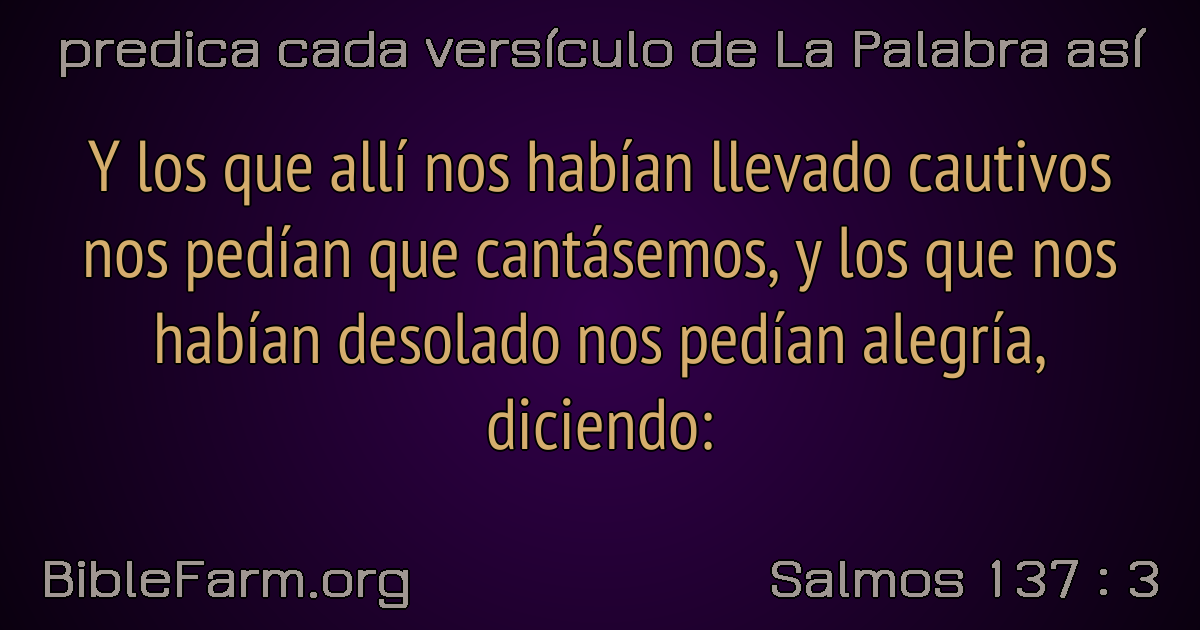 predica cada versículo de La Palabra así
Y los que allí nos habían llevado cautivos
nos pedían que cantásemos, y los que nos
habían desolado nos pedían alegría,
diciendo:
BibleFarm.org
Salmos 137 : 3